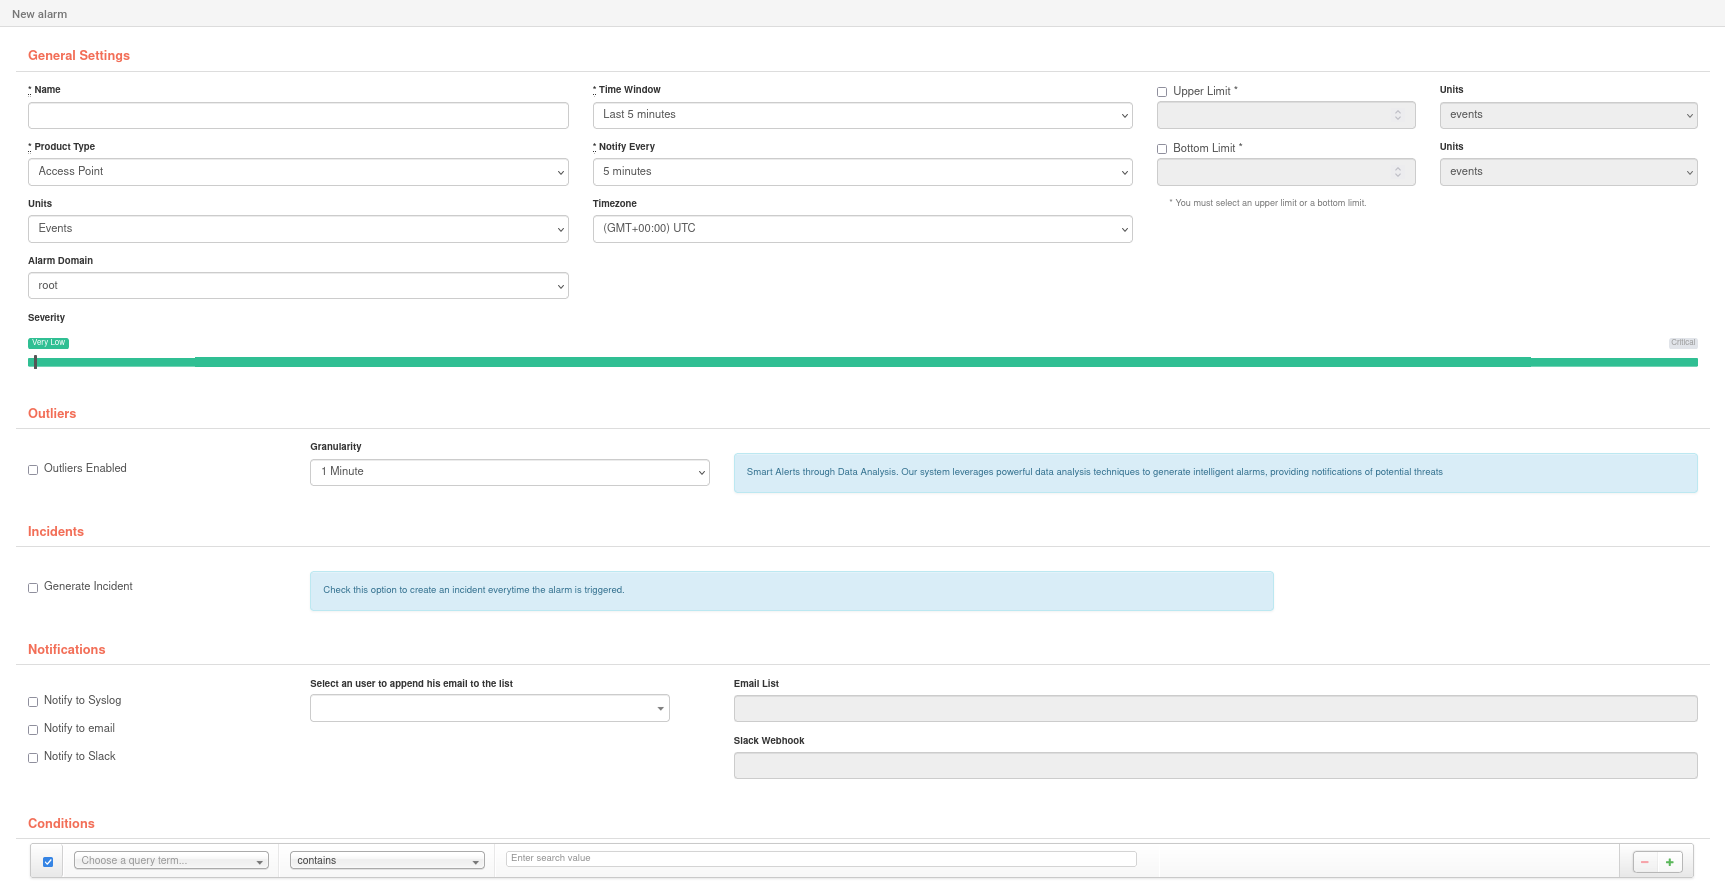 New alarm
General Settings
* Name
* Time Window
Upper Limit *
Units
Last 5 minutes
events
* Product Type
* Notify Every
Bottom Limit *
Units
Access Point
5 minutes
events
Units
Timezone
* You must select an upper limit or a bottom limit.
Events
(GMT+00:00) UTC
Alarm Domain
root
Severity
Very Low
Critical
Outliers
Granularity
Outliers Enabled
1 Minute
Smart Alerts through Data Analysis. Our system leverages powerful data analysis techniques to generate intelligent alarms, providing notifications of potential threats
Incidents
Generate Incident
Check this option to create an incident everytime the alarm is triggered.
Notifications
Select an user to append his email to the list
Email List
Notify to Syslog
Notify to email
Slack Webhook
Notify to Slack
Conditions
Choose a query term...
contains
Enter search value